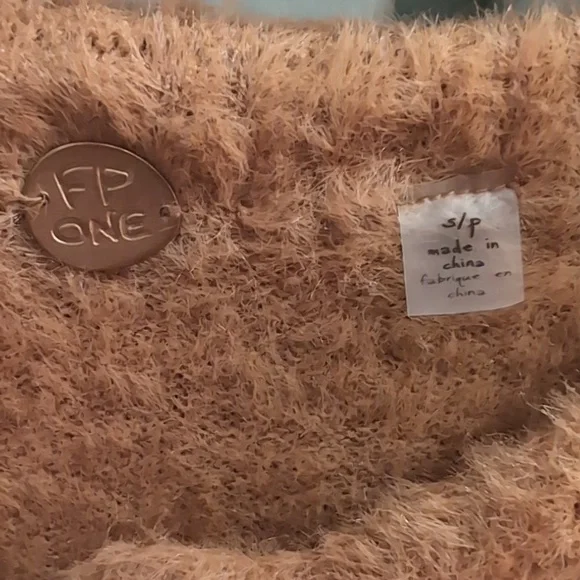 FP
ONE
s/p
made in
china
fabrique en
china